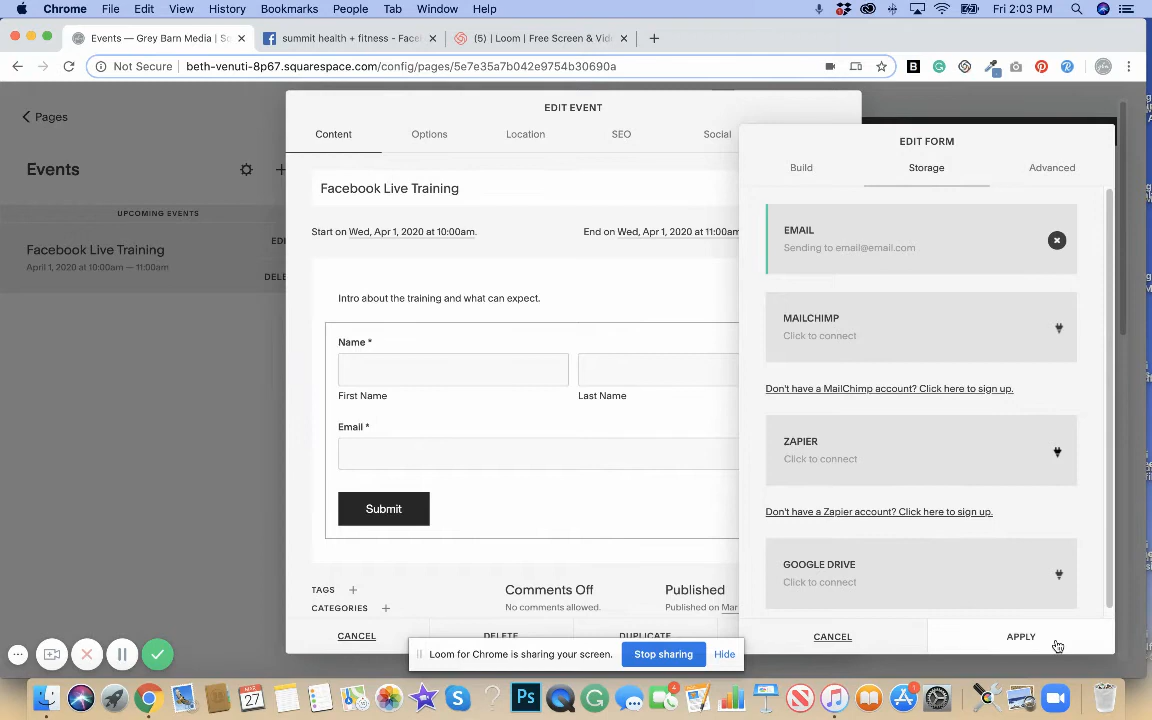 Chrome File Edit View History Bookmarks People Tab Window Help Fri 2:03 PM
Events — Grey Barn Media | S
summit health + fitness - Face
(5) | Loom | Free Screen & Vide
Not Secure beth-venuti-8p67.squarespace.com/config/pages/5e7e35a7b042e9754b30690a
Pages
Events
UPCOMING EVENTS
Facebook Live Training
April 1, 2020 at 10:00am — 11:00am
EDI
DELE
EDIT EVENT
Content Options Location SEO Social
Facebook Live Training
Start on Wed, Apr 1, 2020 at 10:00am. End on Wed, Apr 1, 2020 at 11:00am
Intro about the training and what can expect.
Name *
First Name Last Name
Email *
Submit
TAGS +
CATEGORIES +
Comments Off
No comments allowed.
Published
Published on Mar
CANCEL DELETE DUPLICATE
EDIT FORM
Build Storage Advanced
EMAIL
Sending to email@email.com
MAILCHIMP
Click to connect
Don't have a MailChimp account? Click here to sign up.
ZAPIER
Click to connect
Don't have a Zapier account? Click here to sign up.
GOOGLE DRIVE
Click to connect
CANCEL APPLY
Loom for Chrome is sharing your screen. Stop sharing Hide